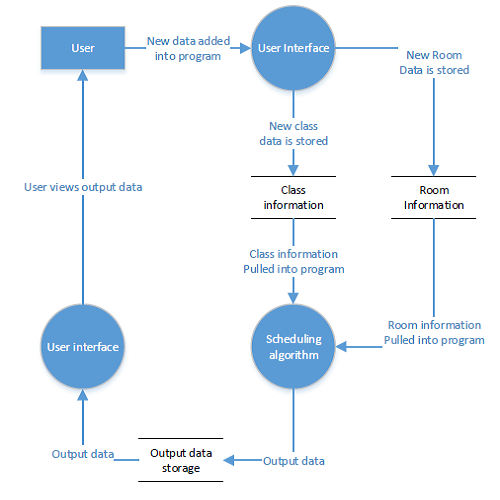 User
New data added
into program
User Interface
New Room
Data is stored
New class
data is stored
Class
information
Room
Information
User views output data
Class information
Pulled into program
Room information
Pulled into program
User interface
Scheduling
algorithm
Output data
Output data
storage
Output data